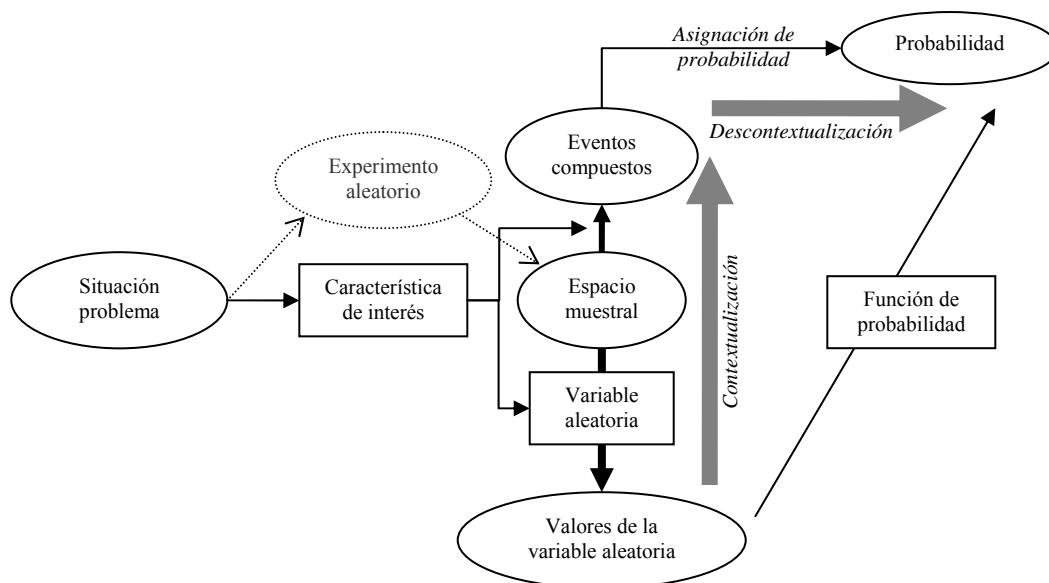 Asignación de
probabilidad
Probabilidad
Descontextualización
Eventos
compuestos
Experimento
aleatorio
Situación
problema
Característica
de interés
Espacio
muestral
Contextualización
Función de
probabilidad
Variable
aleatoria
Valores de la
variable aleatoria